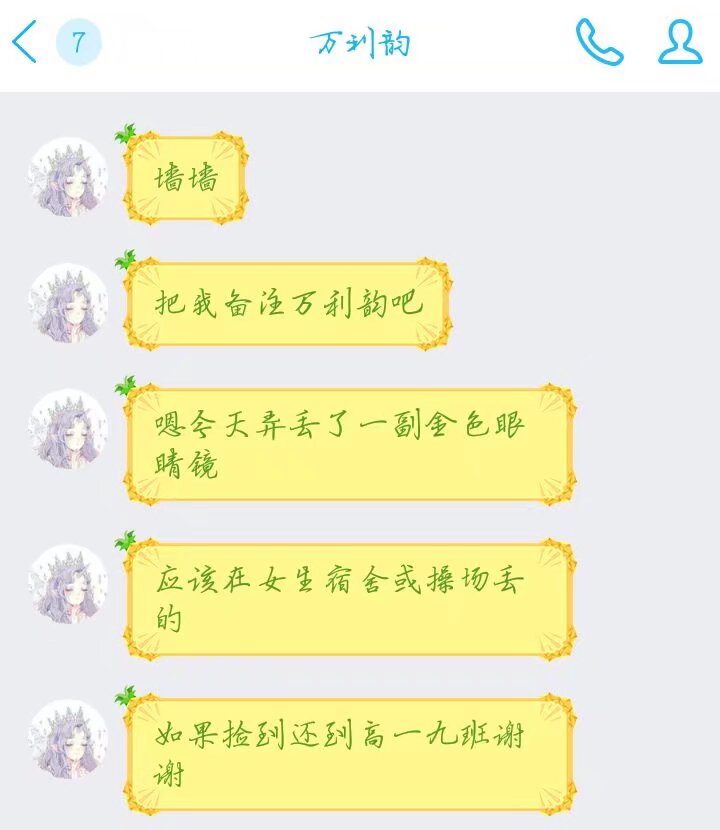 7
万利韵
墙墙
把我备注万利韵吧
嗯今天弄丢了一副金色眼
睛镜
应该在女生宿舍或操场丢
的
如果捡到还到高一九班谢
谢